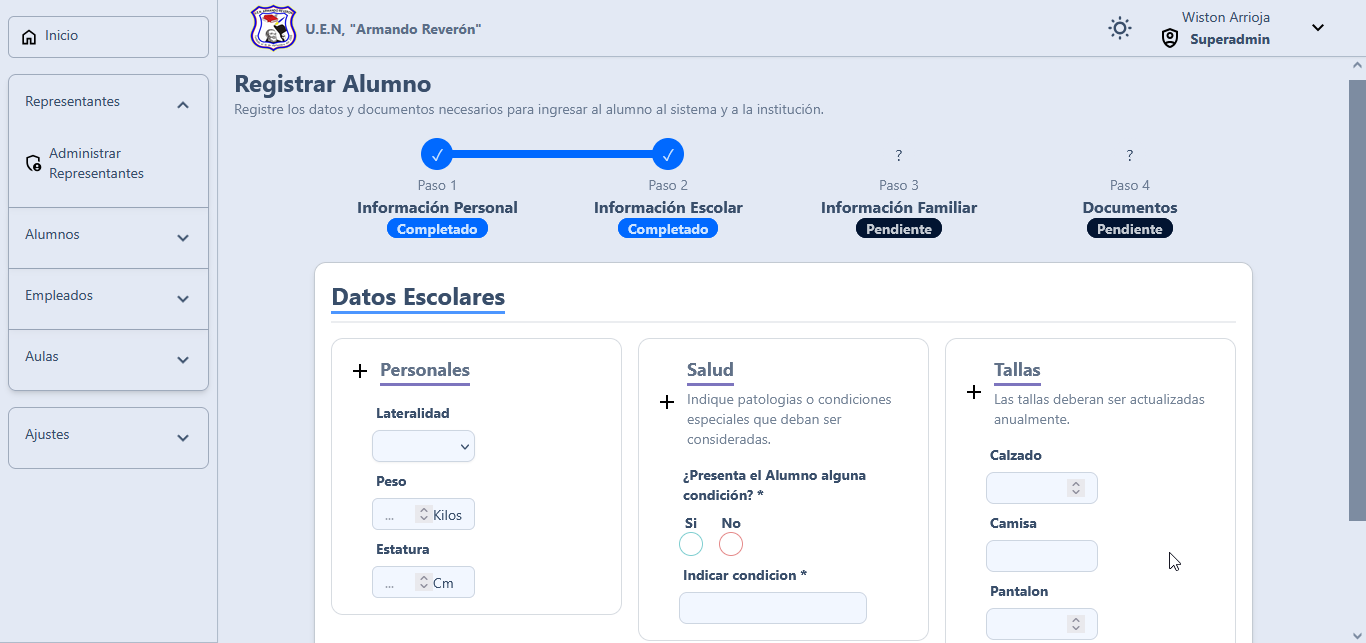 Inicio
U.E.N, "Armando Reverón"
Wiston Arrioja
Superadmin
Representantes
Administrar
Representantes
Alumnos
Empleados
Aulas
Ajustes
Registrar Alumno
Registre los datos y documentos necesarios para ingresar al alumno al sistema y a la institución.
? ?
Paso 1 Paso 2 Paso 3 Paso 4
Información Personal Información Escolar Información Familiar Documentos
Completado Completado Pendiente Pendiente
Datos Escolares
Personales
Lateralidad
Peso
... Kilos
Estatura
... Cm
Salud
Indique patologias o condiciones
especiales que deban ser
consideradas.
¿Presenta el Alumno alguna
condición? *
Si No
Indicar condicion *
Tallas
Las tallas deberan ser actualizadas
anualmente.
Calzado
Camisa
Pantalon